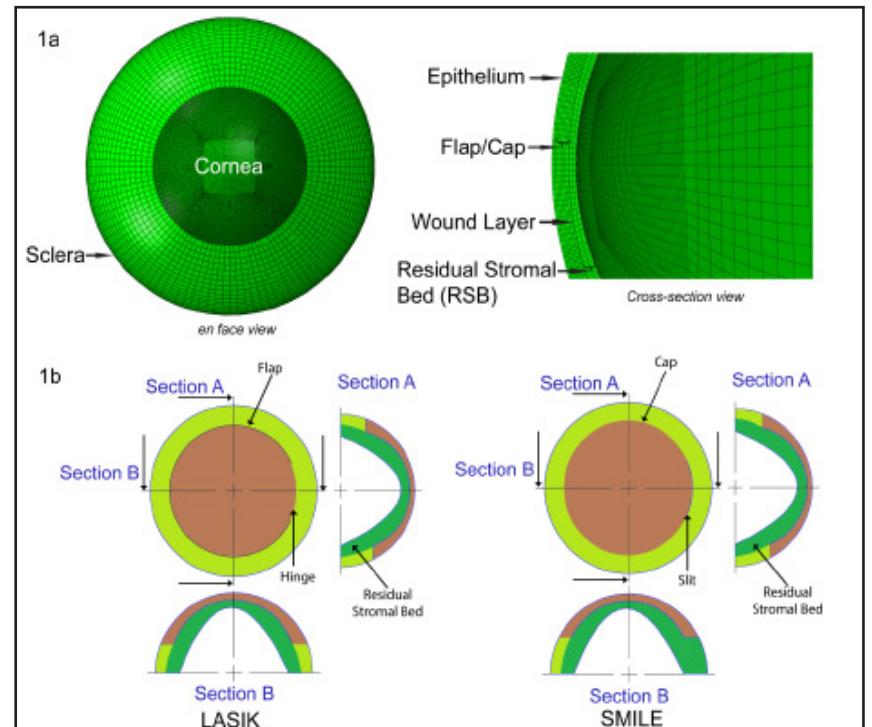 1a
Cornea
Sclera
en face view
Epithelium
Flap/Cap
Wound Layer
Residual Stromal
Bed (RSB)
Cross-section view
1b
Flap
Section A
Section B
Hinge
Section A
Residual
Stromal Bed
Section B
LASIK
Cap
Section A
Section B
Slit
Section A
Residual
Stromal Bed
Section B
SMILE